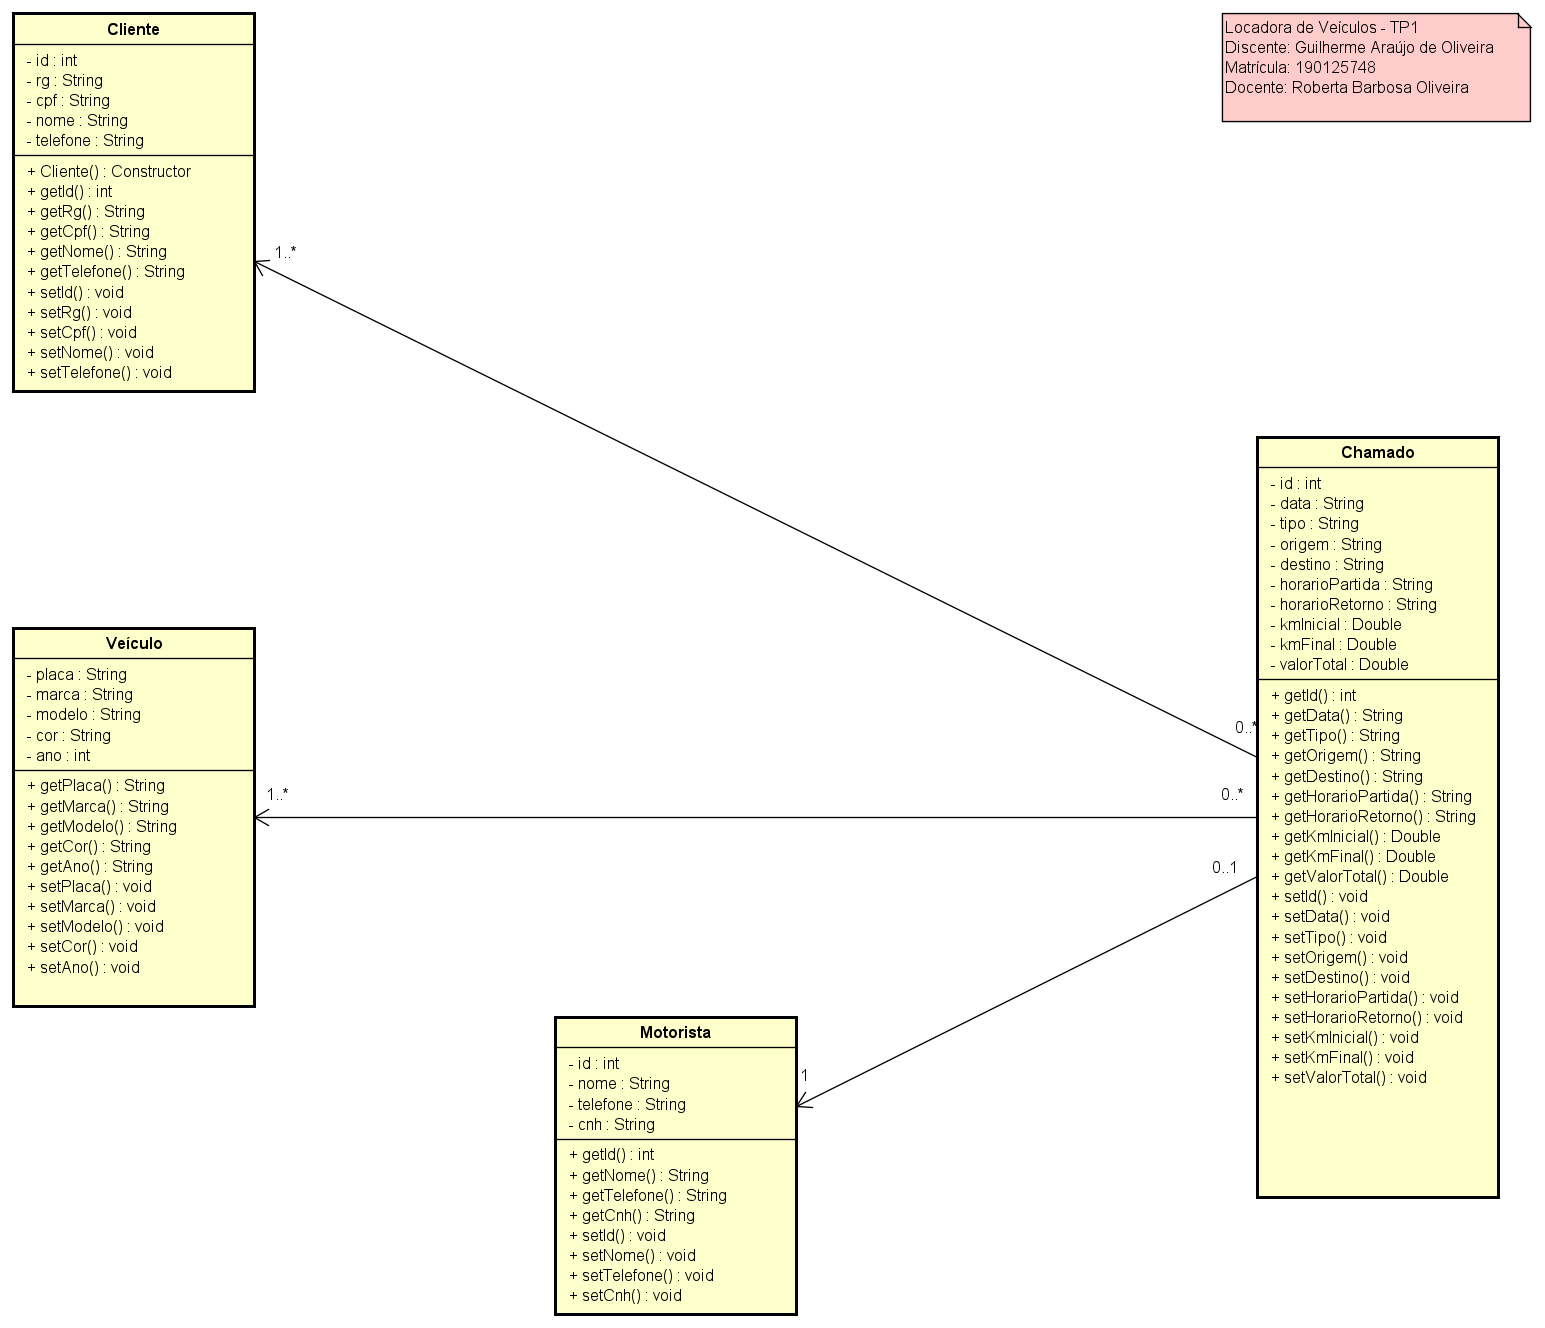 Cliente
- id : int
- rg : String
- cpf : String
- nome : String
- telefone : String
+ Cliente() : Constructor
+ getId() : int
+ getRg() : String
+ getCpf() : String
+ getNome() : String
+ getTelefone() : String
+ setId() : void
+ setRg() : void
+ setCpf() : void
+ setNome() : void
+ setTelefone() : void
Locadora de Veículos - TP1
Discente: Guilherme Araújo de Oliveira
Matrícula: 190125748
Docente: Roberta Barbosa Oliveira
1..*
0..*
Veículo
- placa : String
- marca : String
- modelo : String
- cor : String
- ano : int
+ getPlaca() : String
+ getMarca() : String
+ getModelo() : String
+ getCor() : String
+ getAno() : String
+ setPlaca() : void
+ setMarca() : void
+ setModelo() : void
+ setCor() : void
+ setAno() : void
1..*
0..*
0..1
1
Chamado
- id : int
- data : String
- tipo : String
- origem : String
- destino : String
- horarioPartida : String
- horarioRetorno : String
- kmInicial : Double
- kmFinal : Double
- valorTotal : Double
+ getId() : int
+ getData() : String
+ getTipo() : String
+ getOrigem() : String
+ getDestino() : String
+ getHorarioPartida() : String
+ getHorarioRetorno() : String
+ getKmInicial() : Double
+ getKmFinal() : Double
+ getValorTotal() : Double
+ setId() : void
+ setData() : void
+ setTipo() : void
+ setOrigem() : void
+ setDestino() : void
+ setHorarioPartida() : void
+ setHorarioRetorno() : void
+ setKmInicial() : void
+ setKmFinal() : void
+ setValorTotal() : void
Motorista
- id : int
- nome : String
- telefone : String
- cnh : String
+ getId() : int
+ getNome() : String
+ getTelefone() : String
+ getCnh() : String
+ setId() : void
+ setNome() : void
+ setTelefone() : void
+ setCnh() : void